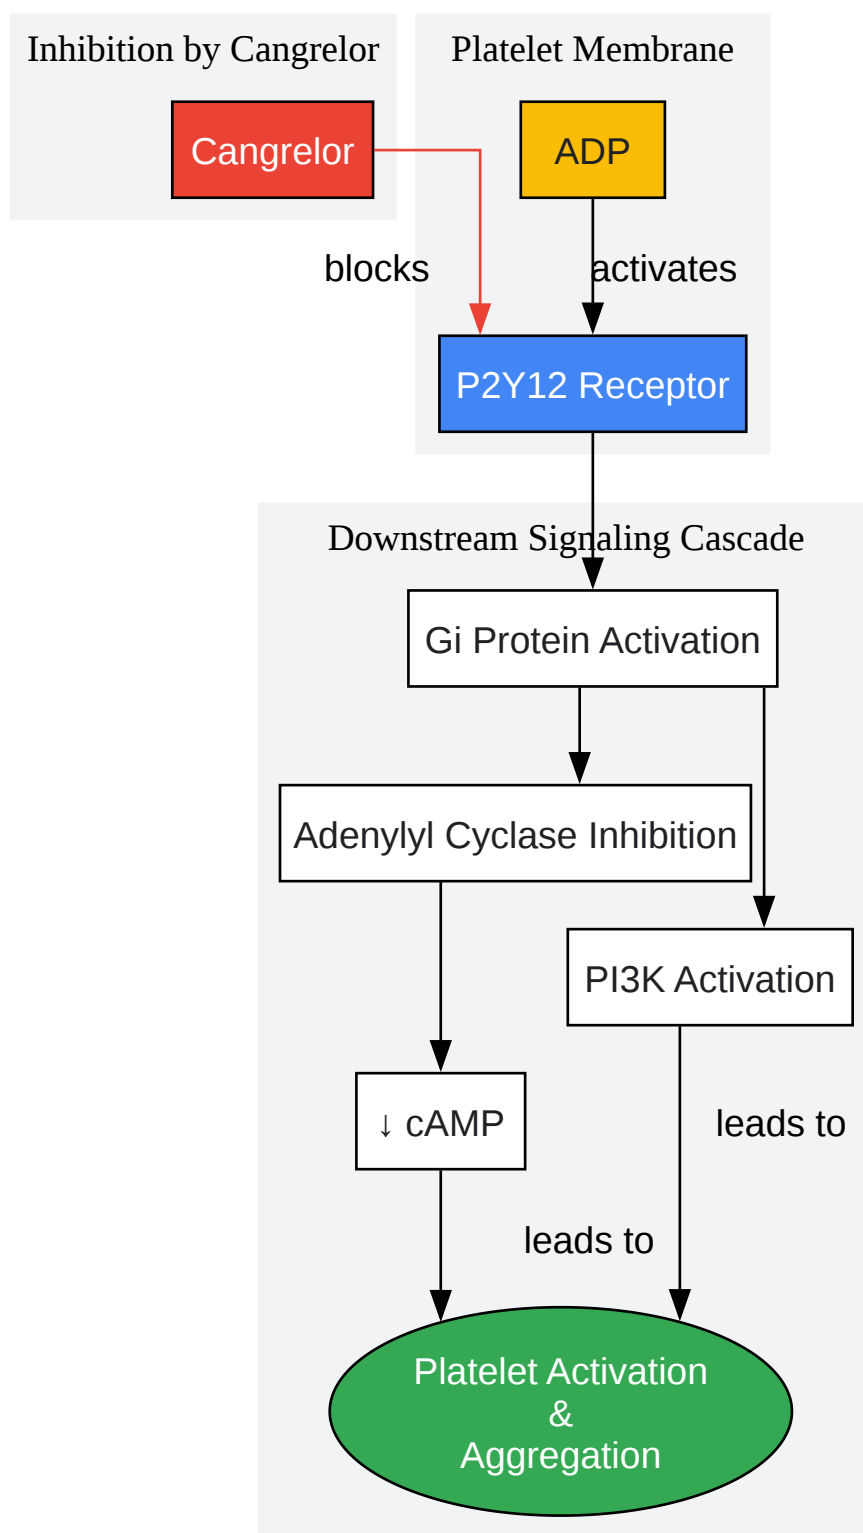 Inhibition by Cangrelor
Platelet Membrane
Cangrelor
ADP
blocks
activates
P2Y12 Receptor
Downstream Signaling Cascade
Gi Protein Activation
Adenylyl Cyclase Inhibition
PI3K Activation
↓ cAMP
leads to
leads to
Platelet Activation
&
Aggregation